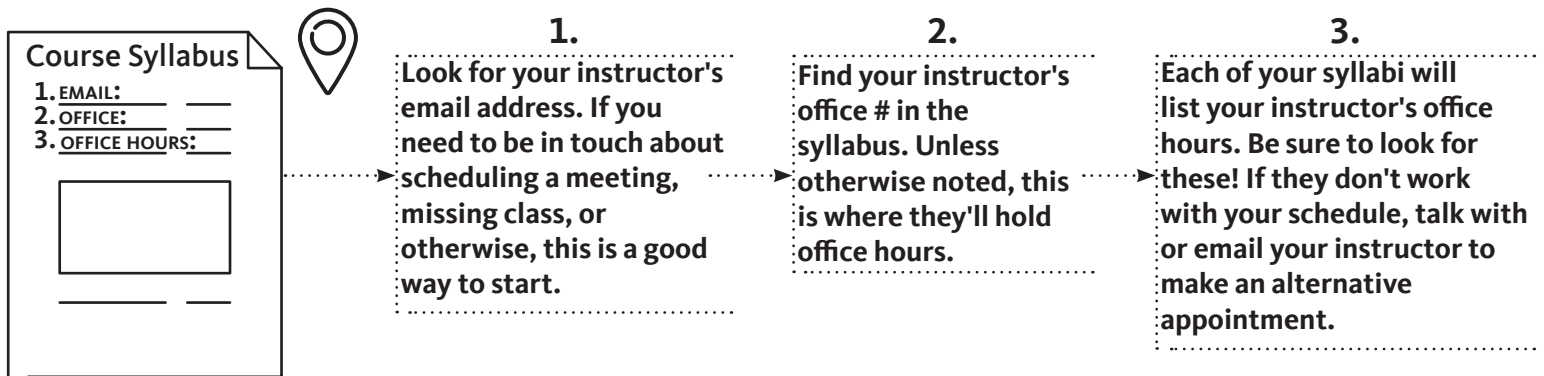 Course Syllabus
1. EMAIL:
2. OFFICE:
3. OFFICE HOURS:
1.
Look for your instructor's
email address. If you
need to be in touch about
scheduling a meeting,
missing class, or
otherwise, this is a good
way to start.
2.
Find your instructor's
office # in the
syllabus. Unless
otherwise noted, this
is where they'll hold
office hours.
3.
Each of your syllabi will
list your instructor's office
hours. Be sure to look for
these! If they don't work
with your schedule, talk with
or email your instructor to
make an alternative
appointment.